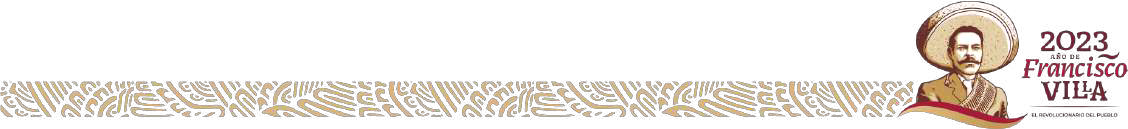 2023
AÑO DE
Francisco
VILLA
EL REVOLUCIONARIO DEL PUEBLO